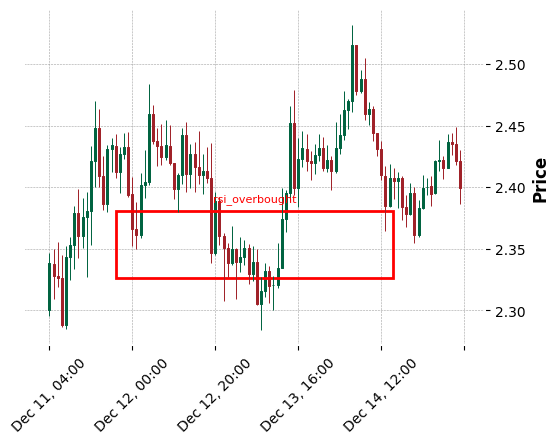 2.50
2.45
2.40
2.35
2.30
Price
rsi_overbought
Dec 11, 04:00
Dec 12, 00:00
Dec 12, 20:00
Dec 13, 16:00
Dec 14, 12:00